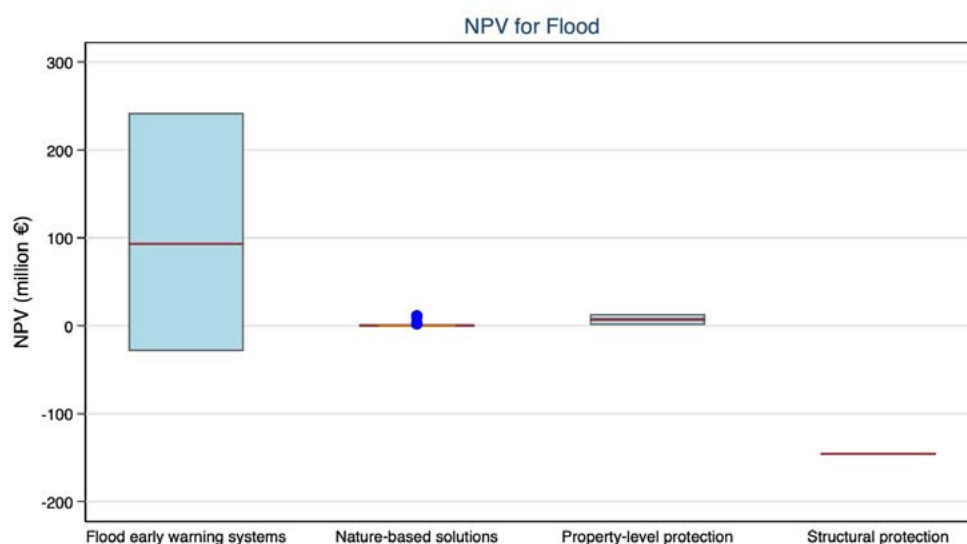 NPV for Flood
NPV (million €)
300
200
100
0
-100
-200
Flood early warning systems
Nature-based solutions
Property-level protection
Structural protection